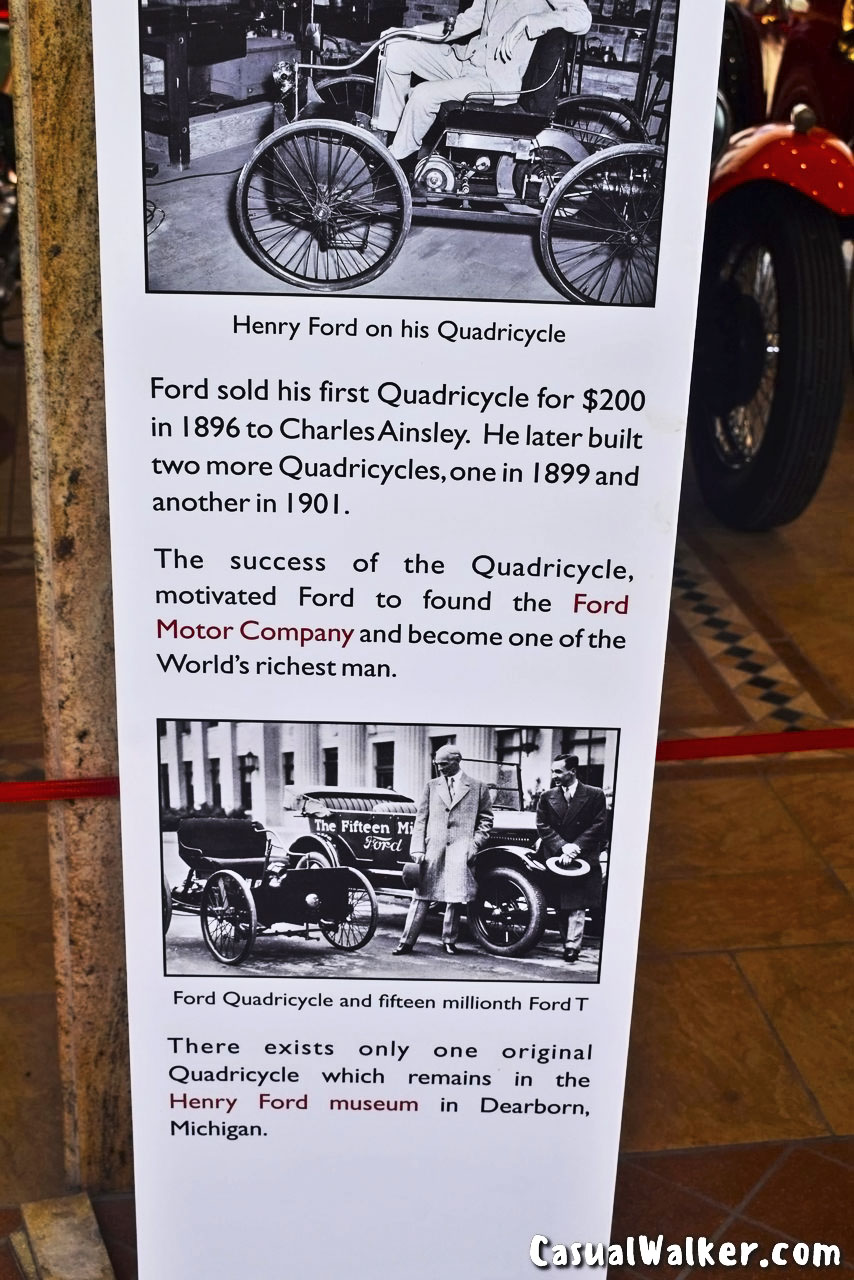 Henry Ford on his Quadricycle
Ford sold his first Quadricycle for $200
in 1896 to Charles Ainsley. He later built
two more Quadricycles, one in 1899 and
another in 1901.
The success of the Quadricycle,
motivated Ford to found the Ford
Motor Company and become one of the
World's richest man.
The Fifteen Mi
Ford
Ford Quadricycle and fifteen millionth Ford T
There exists only one original
Quadricycle which remains in the
Henry Ford museum in Dearborn,
Michigan.
CasualWalker.com